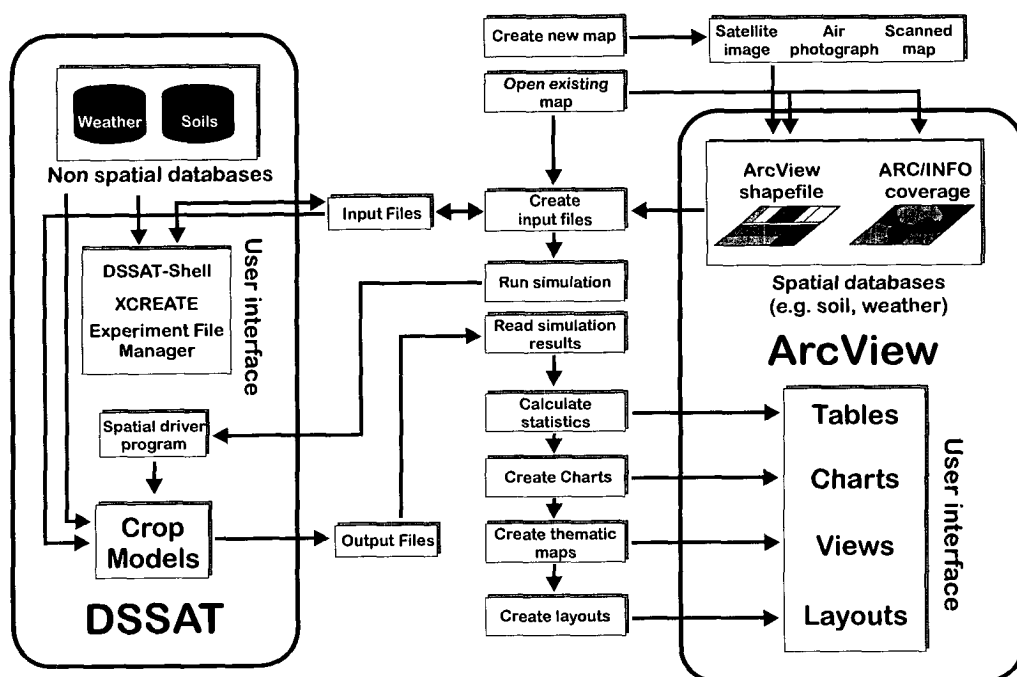 Create new map
Satellite Air Scanned
image photograph map
Open existing
map
Weather
Soils
Non spatial databases
Input Files
Create
input files
ArcView
shapefile
ARC/INFO
coverage
Spatial databases
(e.g. soil, weather)
ArcView
DSSAT-Shell
XCREATE
Experiment File
Manager
User interface
Run simulation
Read simulation
results
Calculate
statistics
Spatial driver
program
Create Charts
Crop
Models
Output Files
Create thematic
maps
Create layouts
DSSAT
Tables
Charts
Views
Layouts
User interface